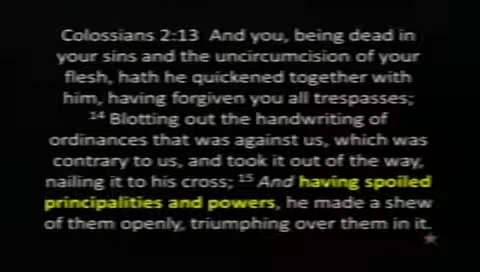 Colossians 2:13 And you, being dead in
your sins and the uncircumcision of your
flesh, hath he quickened together with
him, having forgiven you all trespasses;
14 Blotting out the handwriting of
ordinances that was against us, which was
contrary to us, and took it out of the way,
nailing it to his cross; 15 And having spoiled
principalities and powers, he made a shew
of them openly, triumphing over them in it.